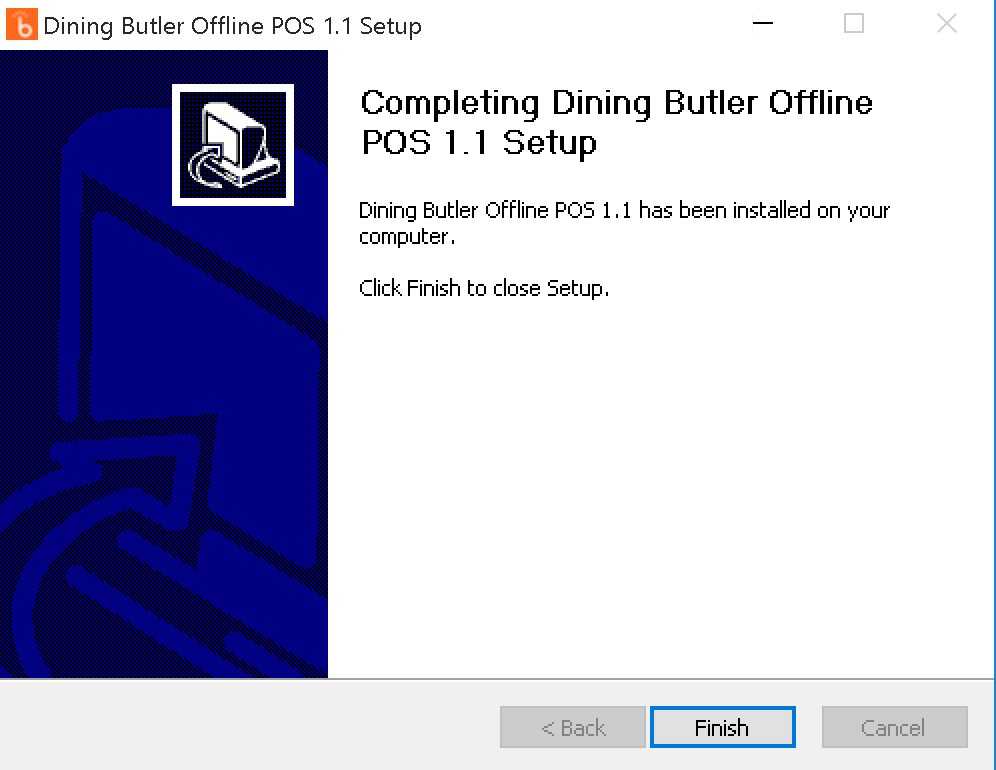 Dining Butler Offline POS 1.1 Setup
Completing Dining Butler Offline
POS 1.1 Setup
Dining Butler Offline POS 1.1 has been installed on your
computer.
Click Finish to close Setup.
< Back
Finish
Cancel